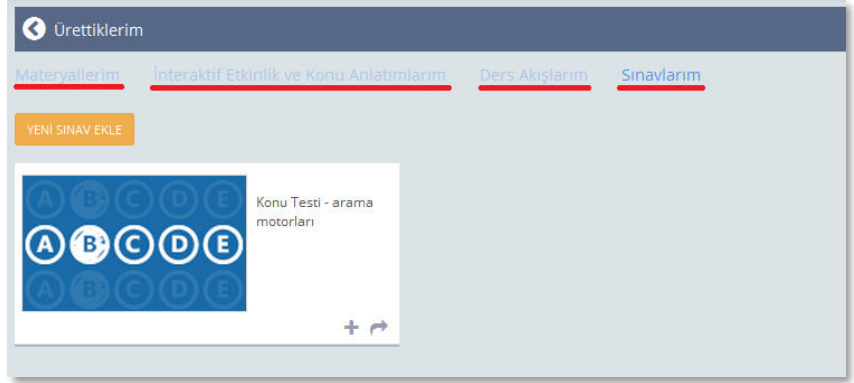 Ürettiklerim
Materyallerim İnteraktif Etkinlik ve Konu Anlatımlarım Ders Akışlarım Sınavlarım
YENİ SINAV EKLE
A B C D E
Konu Testi - arama
motorları
A B C D E
A B C D E